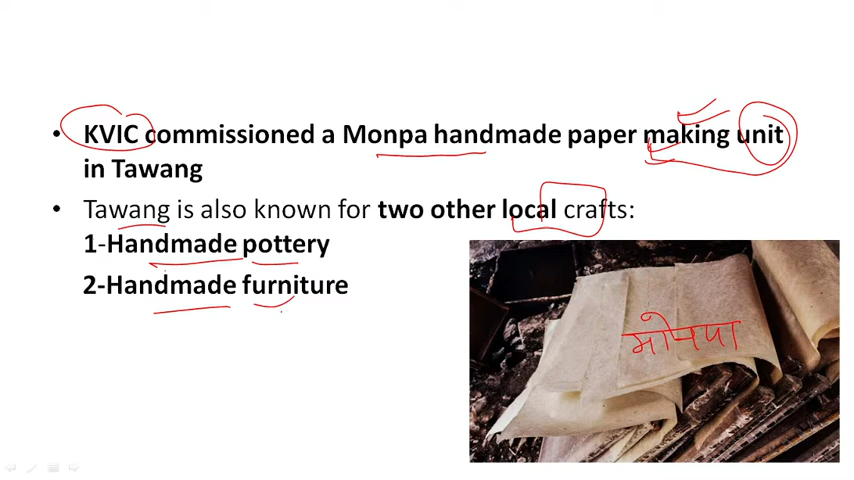 • KVIC commissioned a Monpa handmade paper making unit
in Tawang
• Tawang is also known for two other local crafts:
1-Handmade pottery
2-Handmade furniture
मोनपा